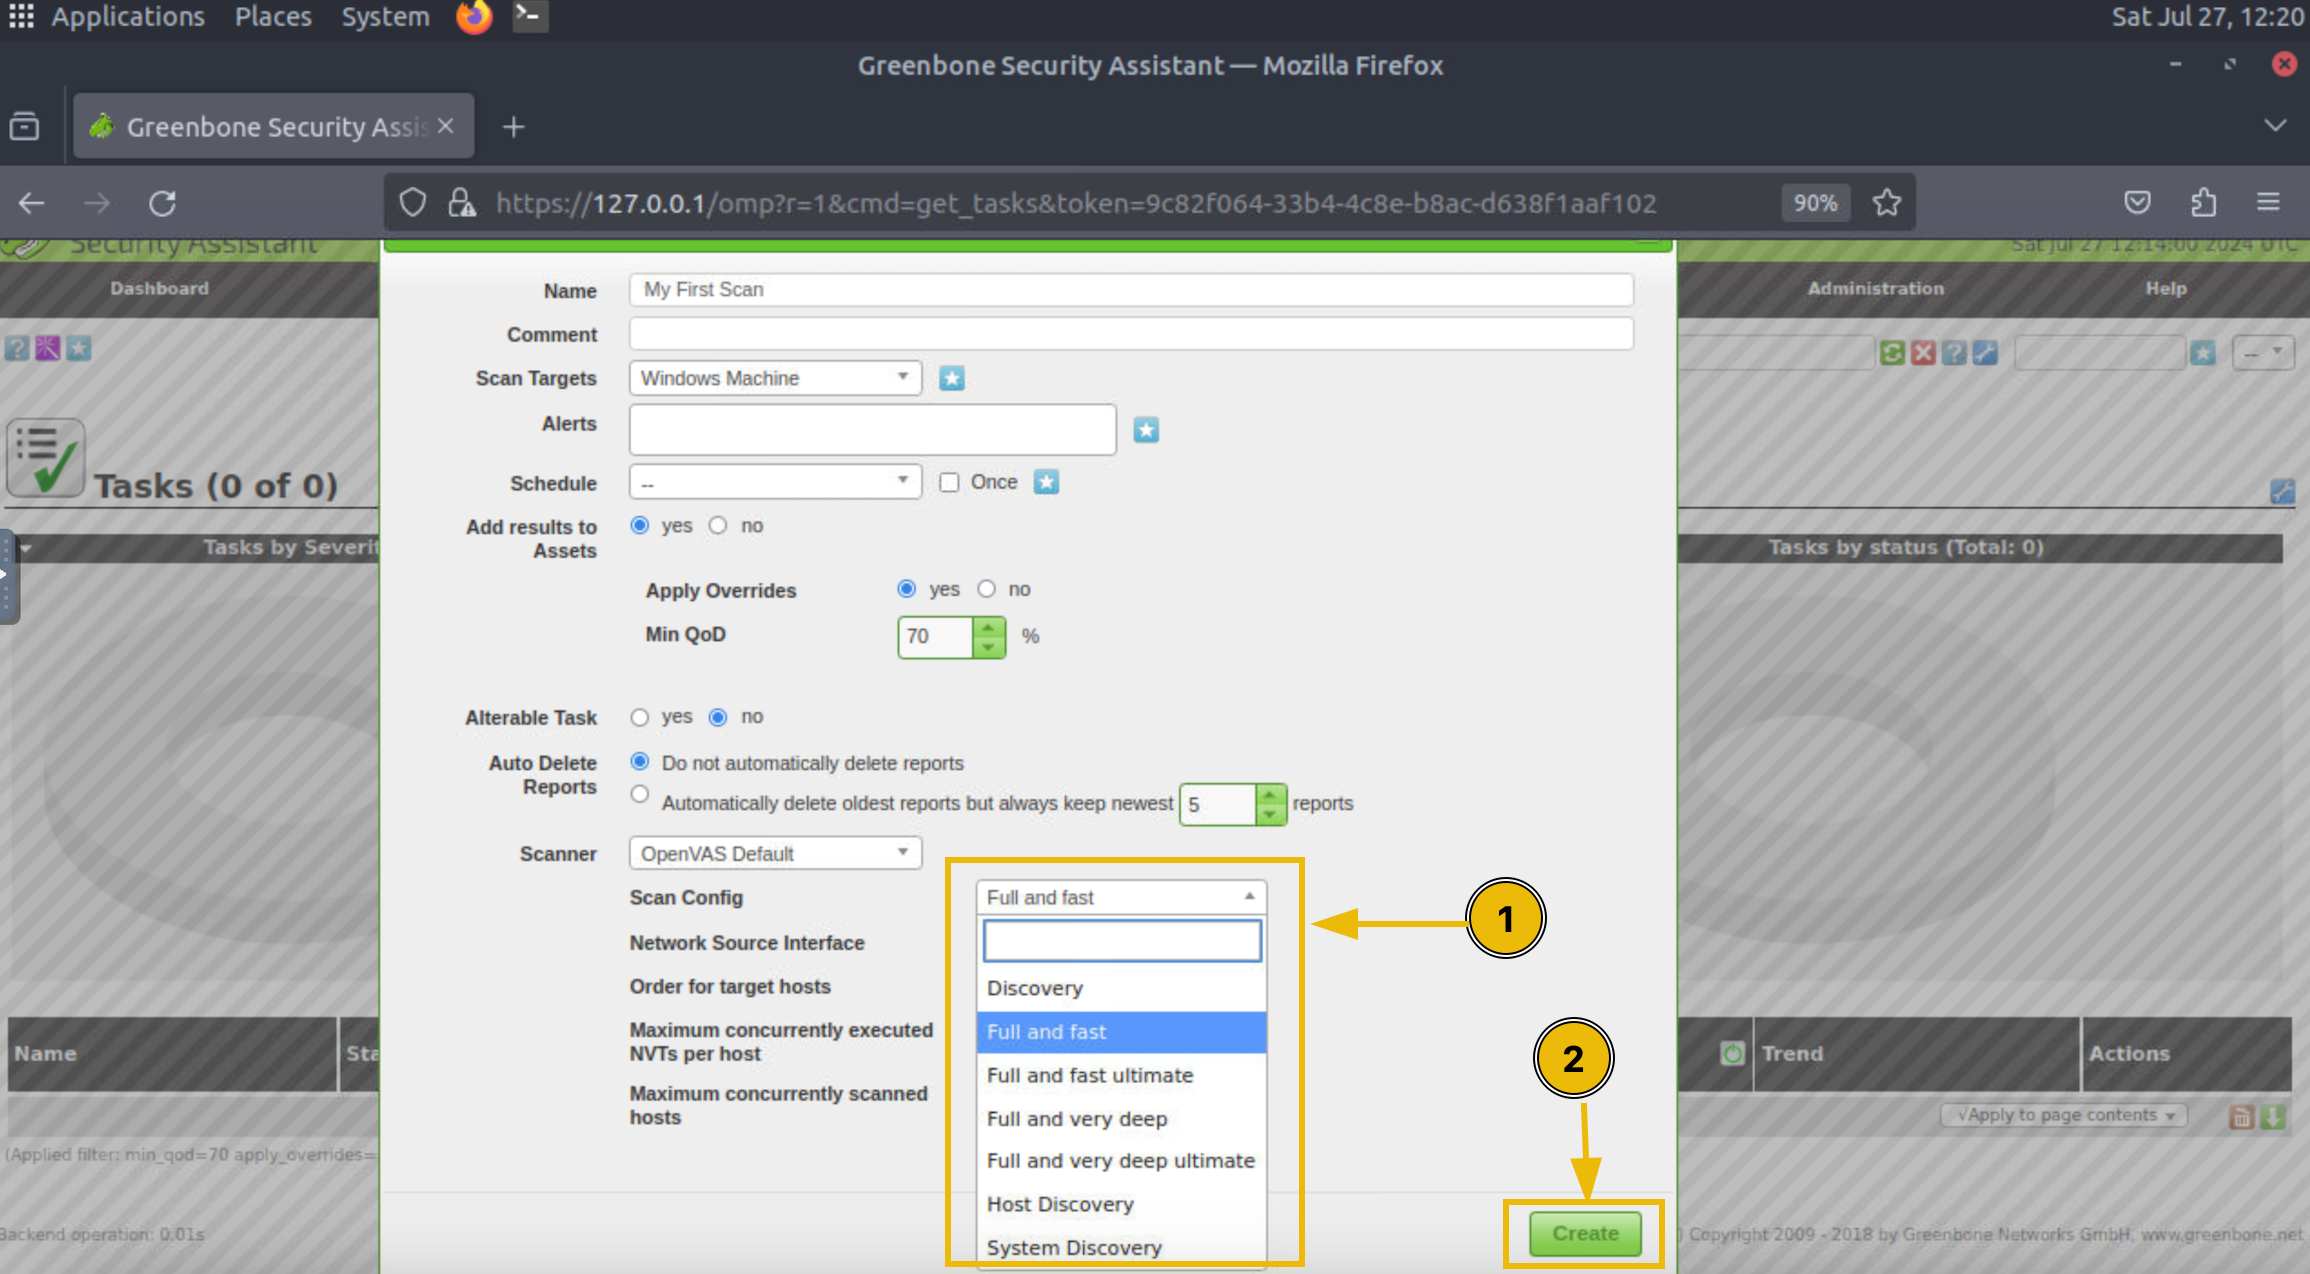 Applications Places System Sat Jul 27, 12:20
Greenbone Security Assistant — Mozilla Firefox
Greenbone Security Assis
https://127.0.0.1/omp?r=1&cmd=get_tasks&token=9c82f064-33b4-4c8e-b8ac-d638f1aaf102 90%
Security Assistant Sat Jul 27 12:14:00 2024 UTC
Dashboard Administration Help
Name My First Scan
Comment
Scan Targets Windows Machine
Alerts
Schedule -- Once
--
Tasks (0 of 0)
Add results to Assets yes no
Tasks by Severit
Tasks by status (Total: 0)
Apply Overrides yes no
Min QoD 70 %
Alterable Task yes no
Auto Delete Reports
Do not automatically delete reports
Automatically delete oldest reports but always keep newest 5 reports
Scanner OpenVAS Default
Scan Config Full and fast
1
Network Source Interface
Order for target hosts
Maximum concurrently executed
NVTs per host
Maximum concurrently scanned
hosts
Discovery
Full and fast
Full and fast ultimate
Full and very deep
Full and very deep ultimate
Host Discovery
System Discovery
2
Create
Name Sta Trend Actions
√Apply to page contents
(Applied filter: min_qod=70 apply_overrides=
Backend operation: 0.01s
) Copyright 2009 - 2018 by Greenbone Networks GmbH, www.greenbone.net